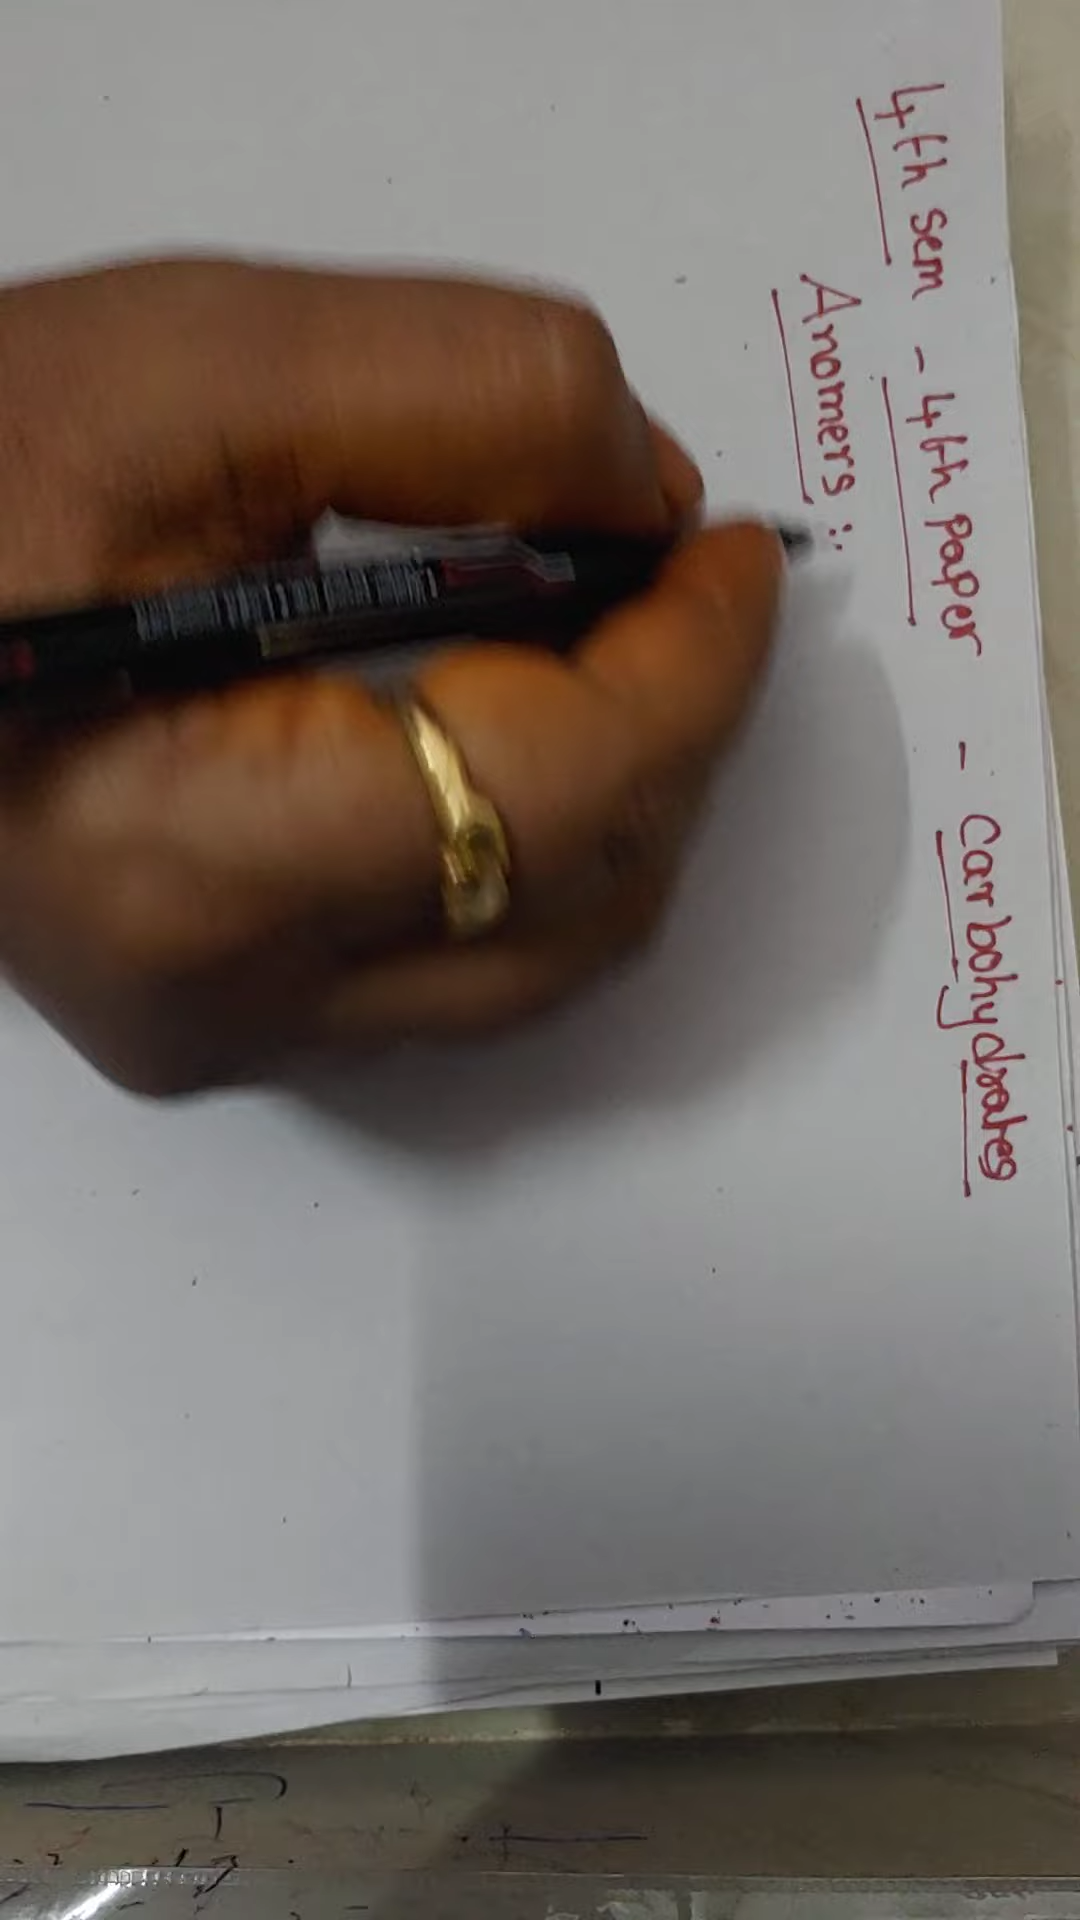 4th sem - 4th paper - Carbohydrates
Anomers :-